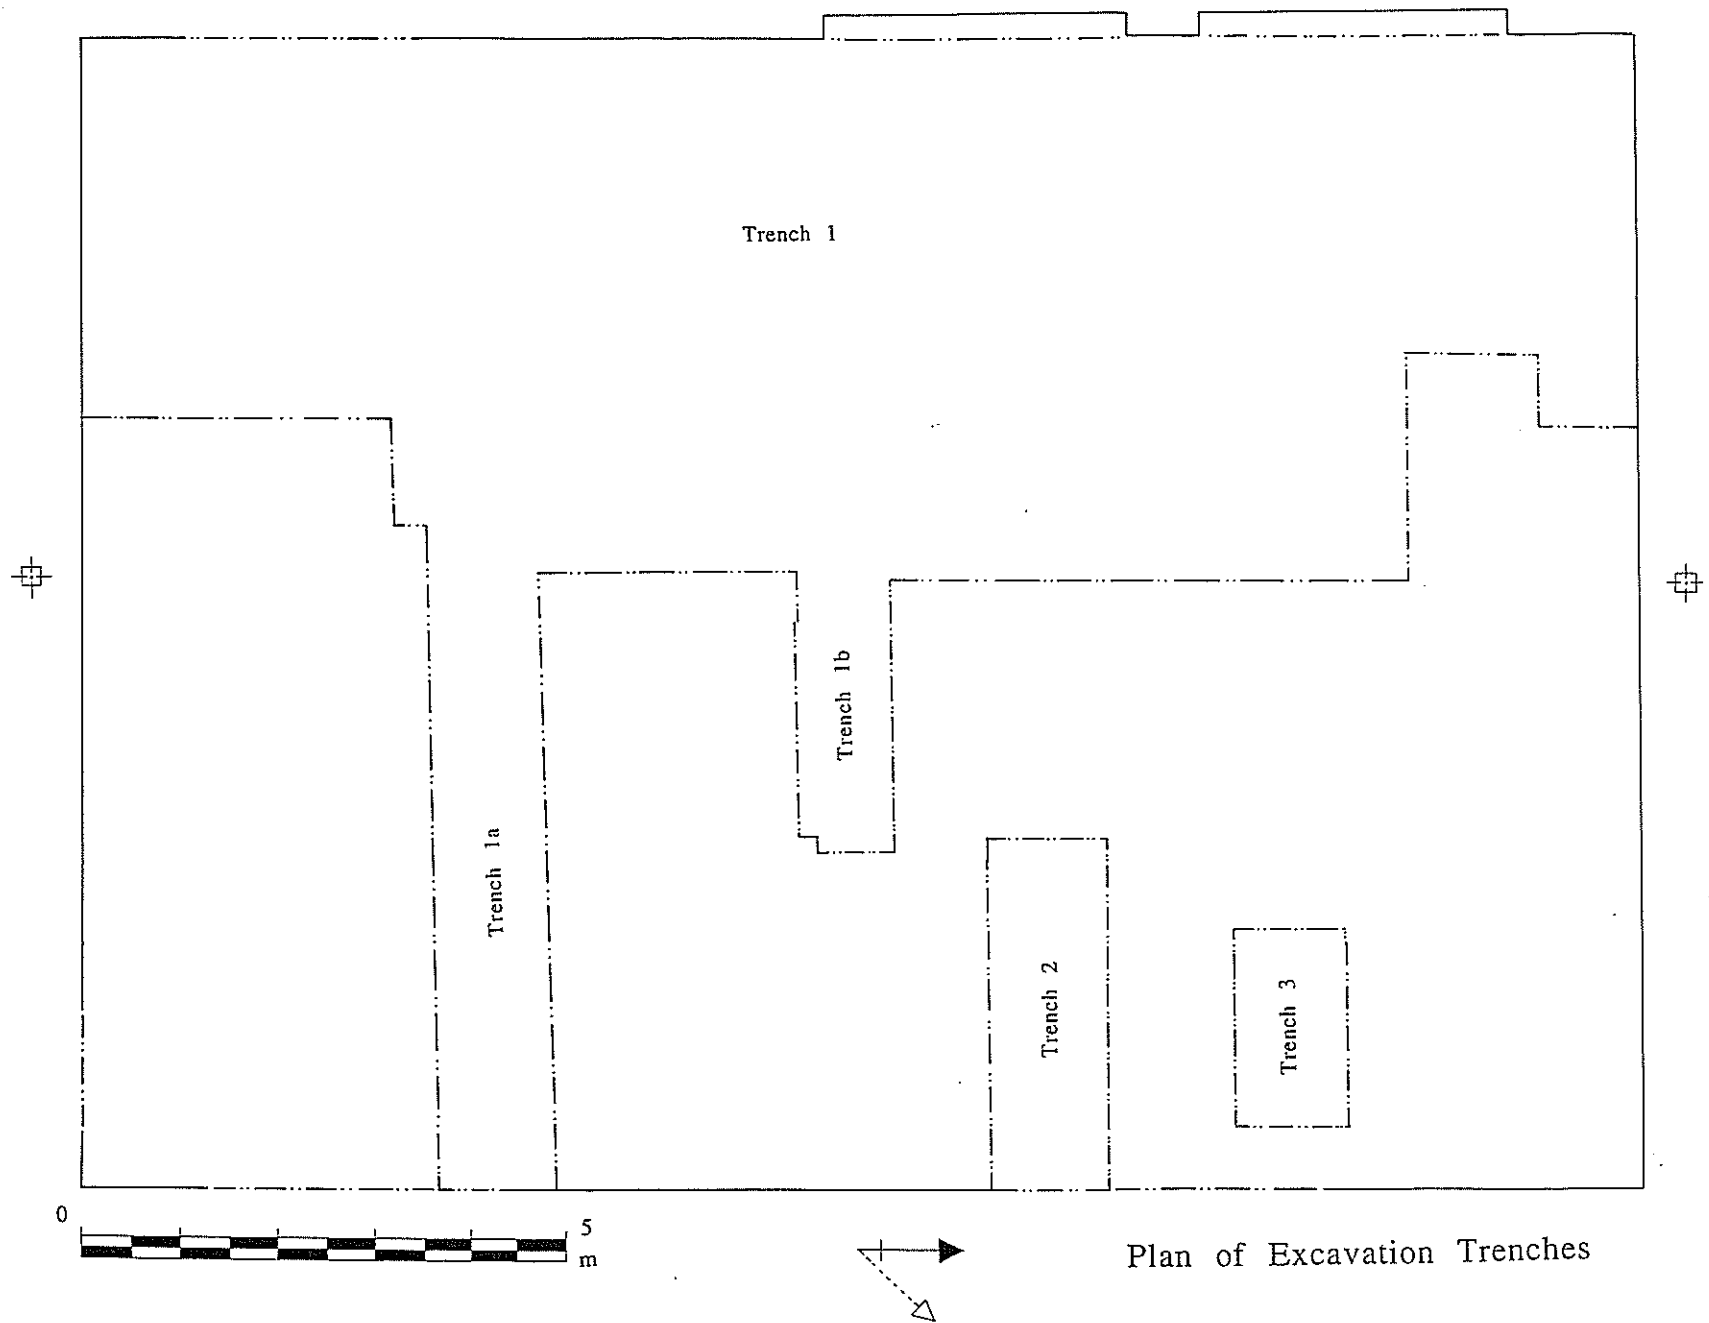 Trench 1
Trench 1b
Trench 1a
Trench 2
Trench 3
0
5
m
Plan of Excavation Trenches